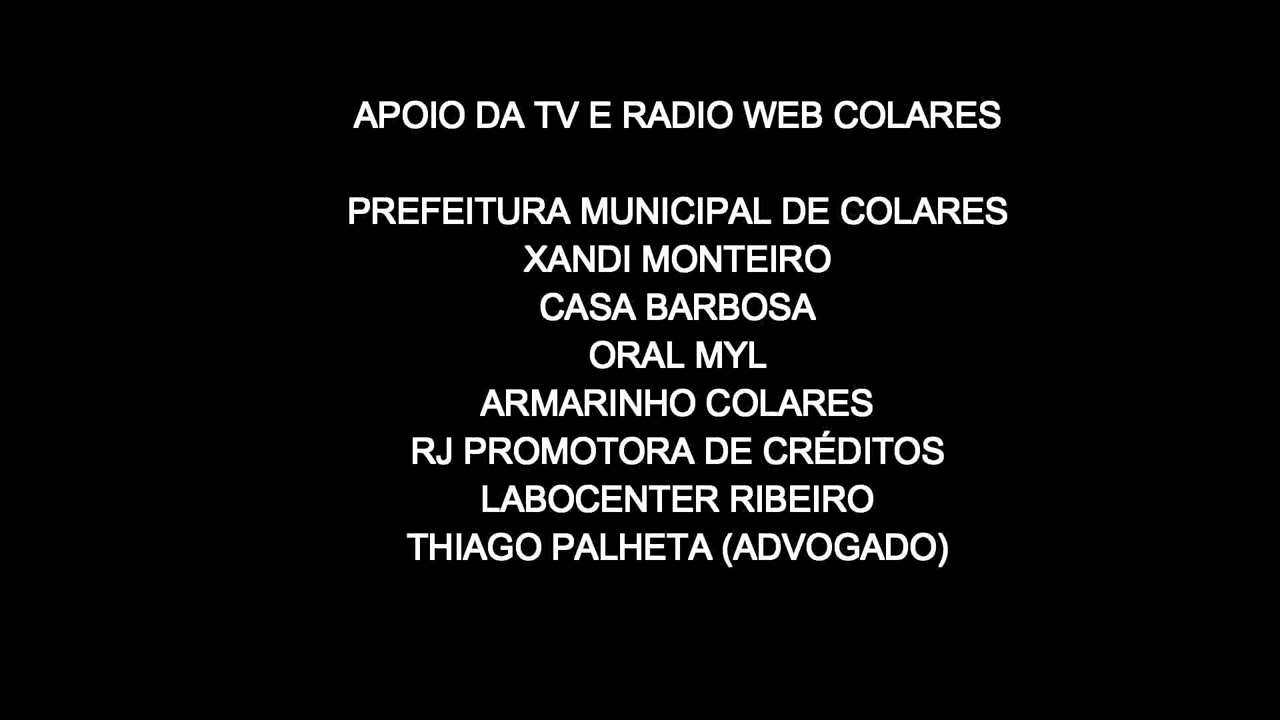 APOIO DA TV E RADIO WEB COLARES
PREFEITURA MUNICIPAL DE COLARES
XANDI MONTEIRO
CASA BARBOSA
ORAL MYL
ARMARINHO COLARES
RJ PROMOTORA DE CRÉDITOS
LABOCENTER RIBEIRO
THIAGO PALHETA (ADVOGADO)